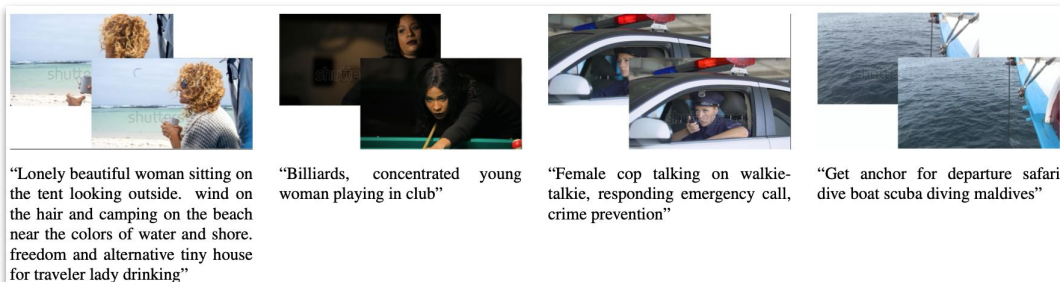 shutte
shutter
shutte
“Lonely beautiful woman sitting on
the tent looking outside. wind on
the hair and camping on the beach
near the colors of water and shore.
freedom and alternative tiny house
for traveler lady drinking”
“Billiards, concentrated young
woman playing in club”
“Female cop talking on walkie-
talkie, responding emergency call,
crime prevention”
“Get anchor for departure safari
dive boat scuba diving maldives”